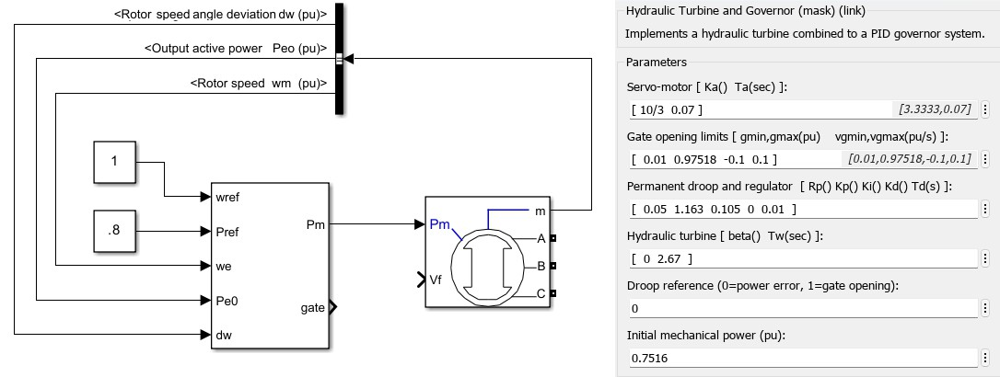 <Rotor speed angle deviation dw (pu)>
<Output active power Peo (pu)>
<Rotor speed wm (pu)>
1
.8
wref
Pref
we
Pe0
dw
Pm
gate
Pm
Vf
m
A
B
C
Hydraulic Turbine and Governor (mask) (link)
Implements a hydraulic turbine combined to a PID governor system.
Parameters
Servo-motor [ Ka() Ta(sec) ]:
[ 10/3 0.07 ] [3.3333,0.07]
Gate opening limits [ gmin,gmax(pu) vgmin,vgmax(pu/s) ]:
[ 0.01 0.97518 -0.1 0.1 ] [0.01,0.97518,-0.1,0.1]
Permanent droop and regulator [ Rp() Kp() Ki() Kd() Td(s) ]:
[ 0.05 1.163 0.105 0 0.01 ]
Hydraulic turbine [ beta() Tw(sec) ]:
[ 0 2.67 ]
Droop reference (0=power error, 1=gate opening):
0
Initial mechanical power (pu):
0.7516